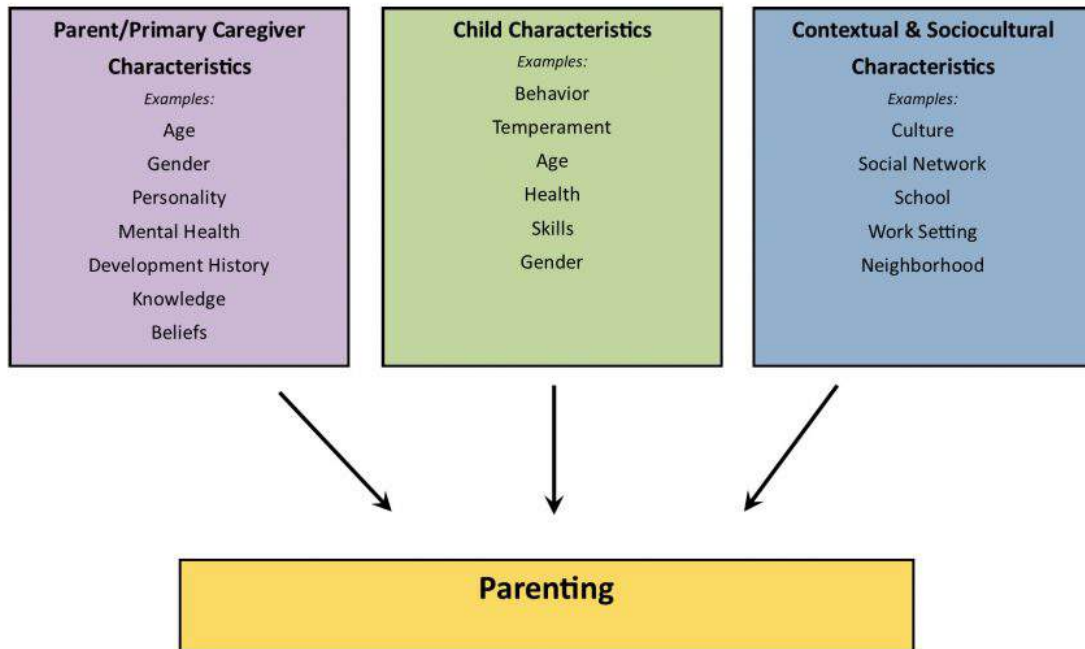 Parent/Primary Caregiver
Characteristics
Examples:
Age
Gender
Personality
Mental Health
Development History
Knowledge
Beliefs
Child Characteristics
Examples:
Behavior
Temperament
Age
Health
Skills
Gender
Contextual & Sociocultural
Characteristics
Examples:
Culture
Social Network
School
Work Setting
Neighborhood
Parenting